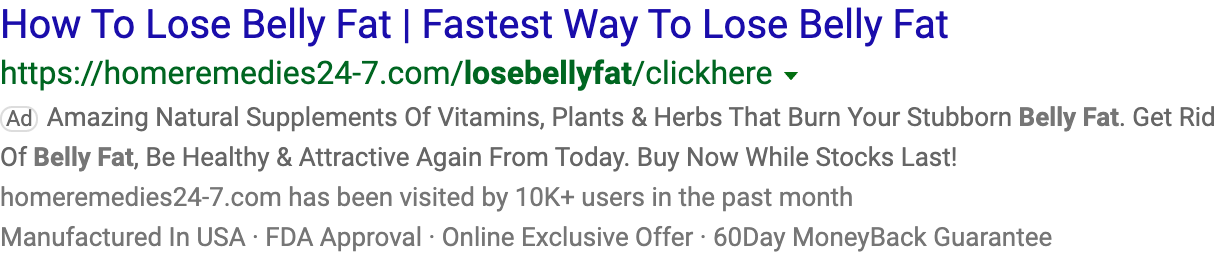 How To Lose Belly Fat | Fastest Way To Lose Belly Fat
https://homeremedies24-7.com/losebellyfat/clickhere
Ad Amazing Natural Supplements Of Vitamins, Plants & Herbs That Burn Your Stubborn Belly Fat. Get Rid
Of Belly Fat, Be Healthy & Attractive Again From Today. Buy Now While Stocks Last!
homeremedies24-7.com has been visited by 10K+ users in the past month
Manufactured In USA · FDA Approval · Online Exclusive Offer · 60Day MoneyBack Guarantee